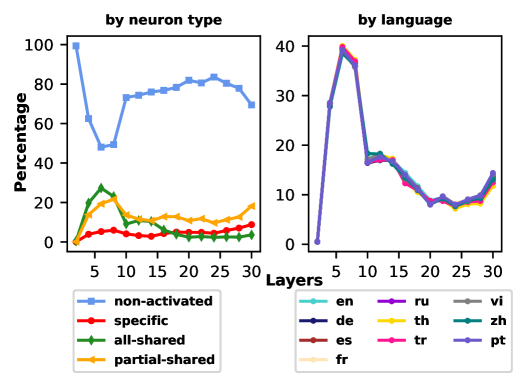 by neuron type
by language
Percentage
100
80
60
40
20
0
5 10 15 20 25 30
40
30
20
10
0
5 10 15 20 25 30
Layers
non-activated
specific
all-shared
partial-shared
en ru vi
de th zh
es tr pt
fr